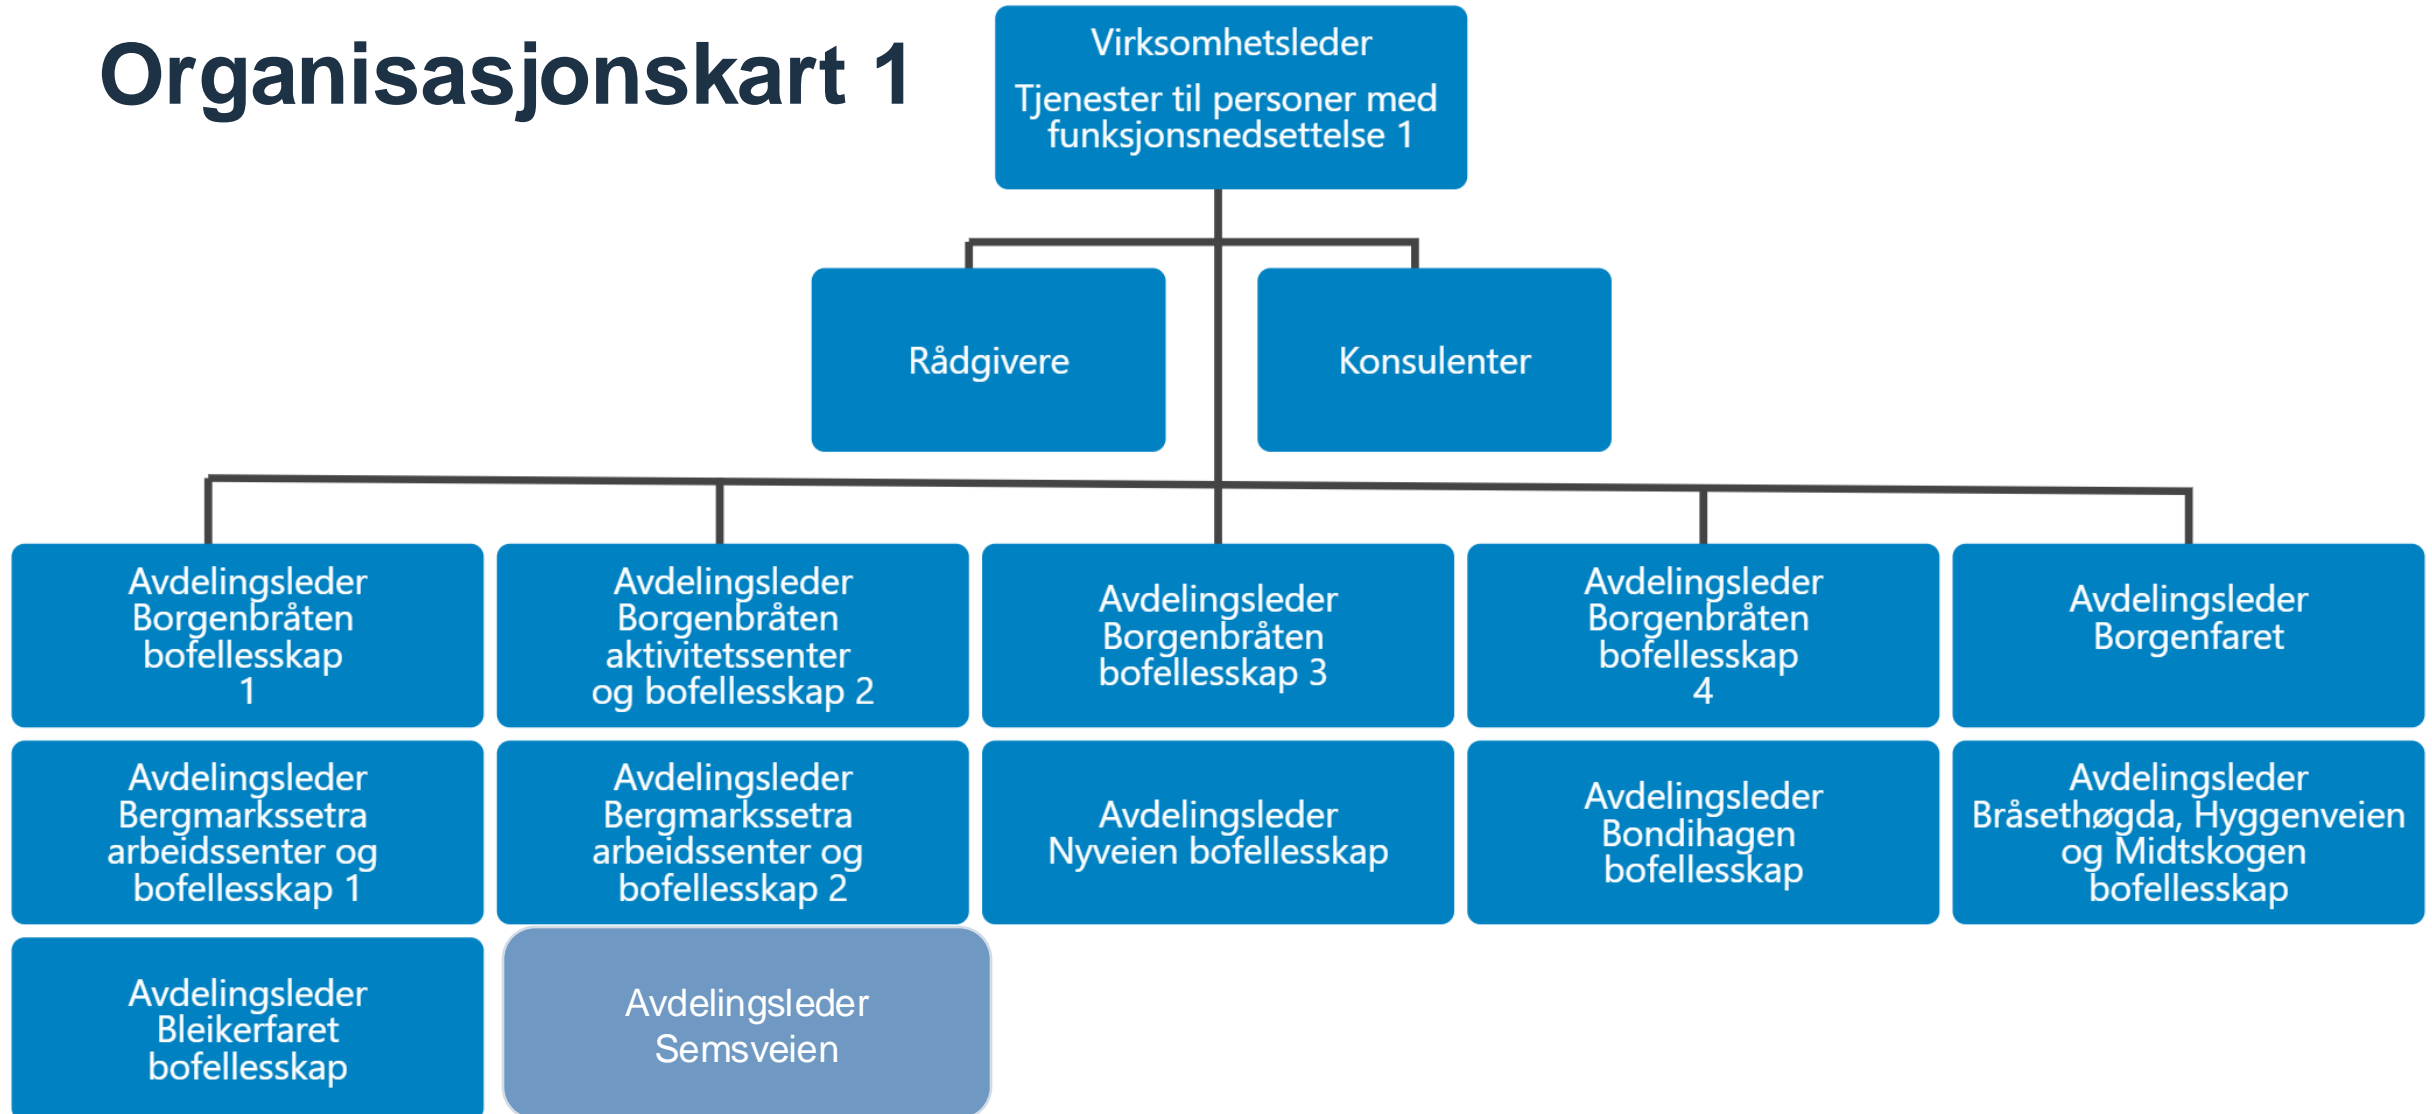 Organisasjonskart 1
Virksomhetsleder
Tjenester til personer med
funksjonsnedsettelse 1
Rådgivere
Konsulenter
Avdelingsleder
Borgenbråten
bofellesskap
1
Avdelingsleder
Borgenbråten
aktivitetssenter
og bofellesskap 2
Avdelingsleder
Borgenbråten
bofellesskap 3
Avdelingsleder
Borgenbråten
bofellesskap
4
Avdelingsleder
Borgenfaret
Avdelingsleder
Bergmarkssetra
arbeidssenter og
bofellesskap 1
Avdelingsleder
Bergmarkssetra
arbeidssenter og
bofellesskap 2
Avdelingsleder
Nyveien bofellesskap
Avdelingsleder
Bondihagen
bofellesskap
Avdelingsleder
Bråsethøgda, Hyggenveien
og Midtskogen
bofellesskap
Avdelingsleder
Bleikerfaret
bofellesskap
Avdelingsleder
Semsveien